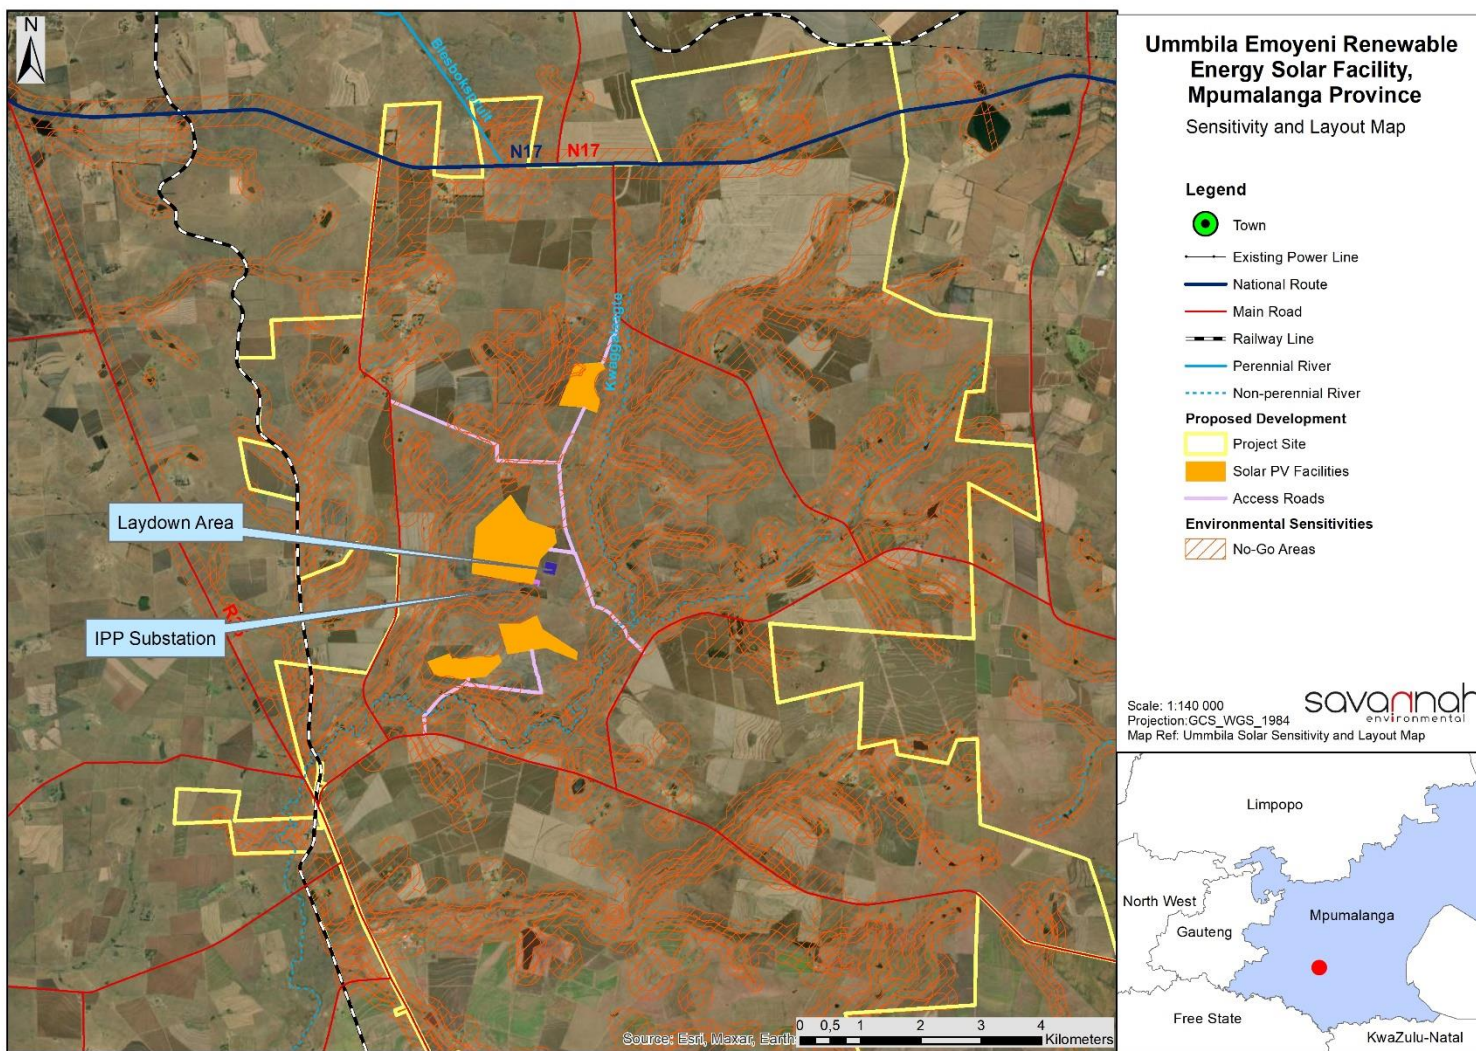 N
Blesbokspruit
N17
N17
Laydown Area
IPP Substation
Source: Esri, Maxar, Earth
0 0,5 1 2 3 4
Kilometers
Ummbila Emoyeni Renewable
Energy Solar Facility,
Mpumalanga Province
Sensitivity and Layout Map
Legend
Town
Existing Power Line
National Route
Main Road
Railway Line
Perennial River
Non-perennial River
Proposed Development
Project Site
Solar PV Facilities
Access Roads
Environmental Sensitivities
No-Go Areas
Scale: 1:140 000
Projection:GCS_WGS_1984
Map Ref: Ummbila Solar Sensitivity and Layout Map
savannah
environmental
Limpopo
North West
Gauteng
Mpumalanga
Free State
KwaZulu-Natal